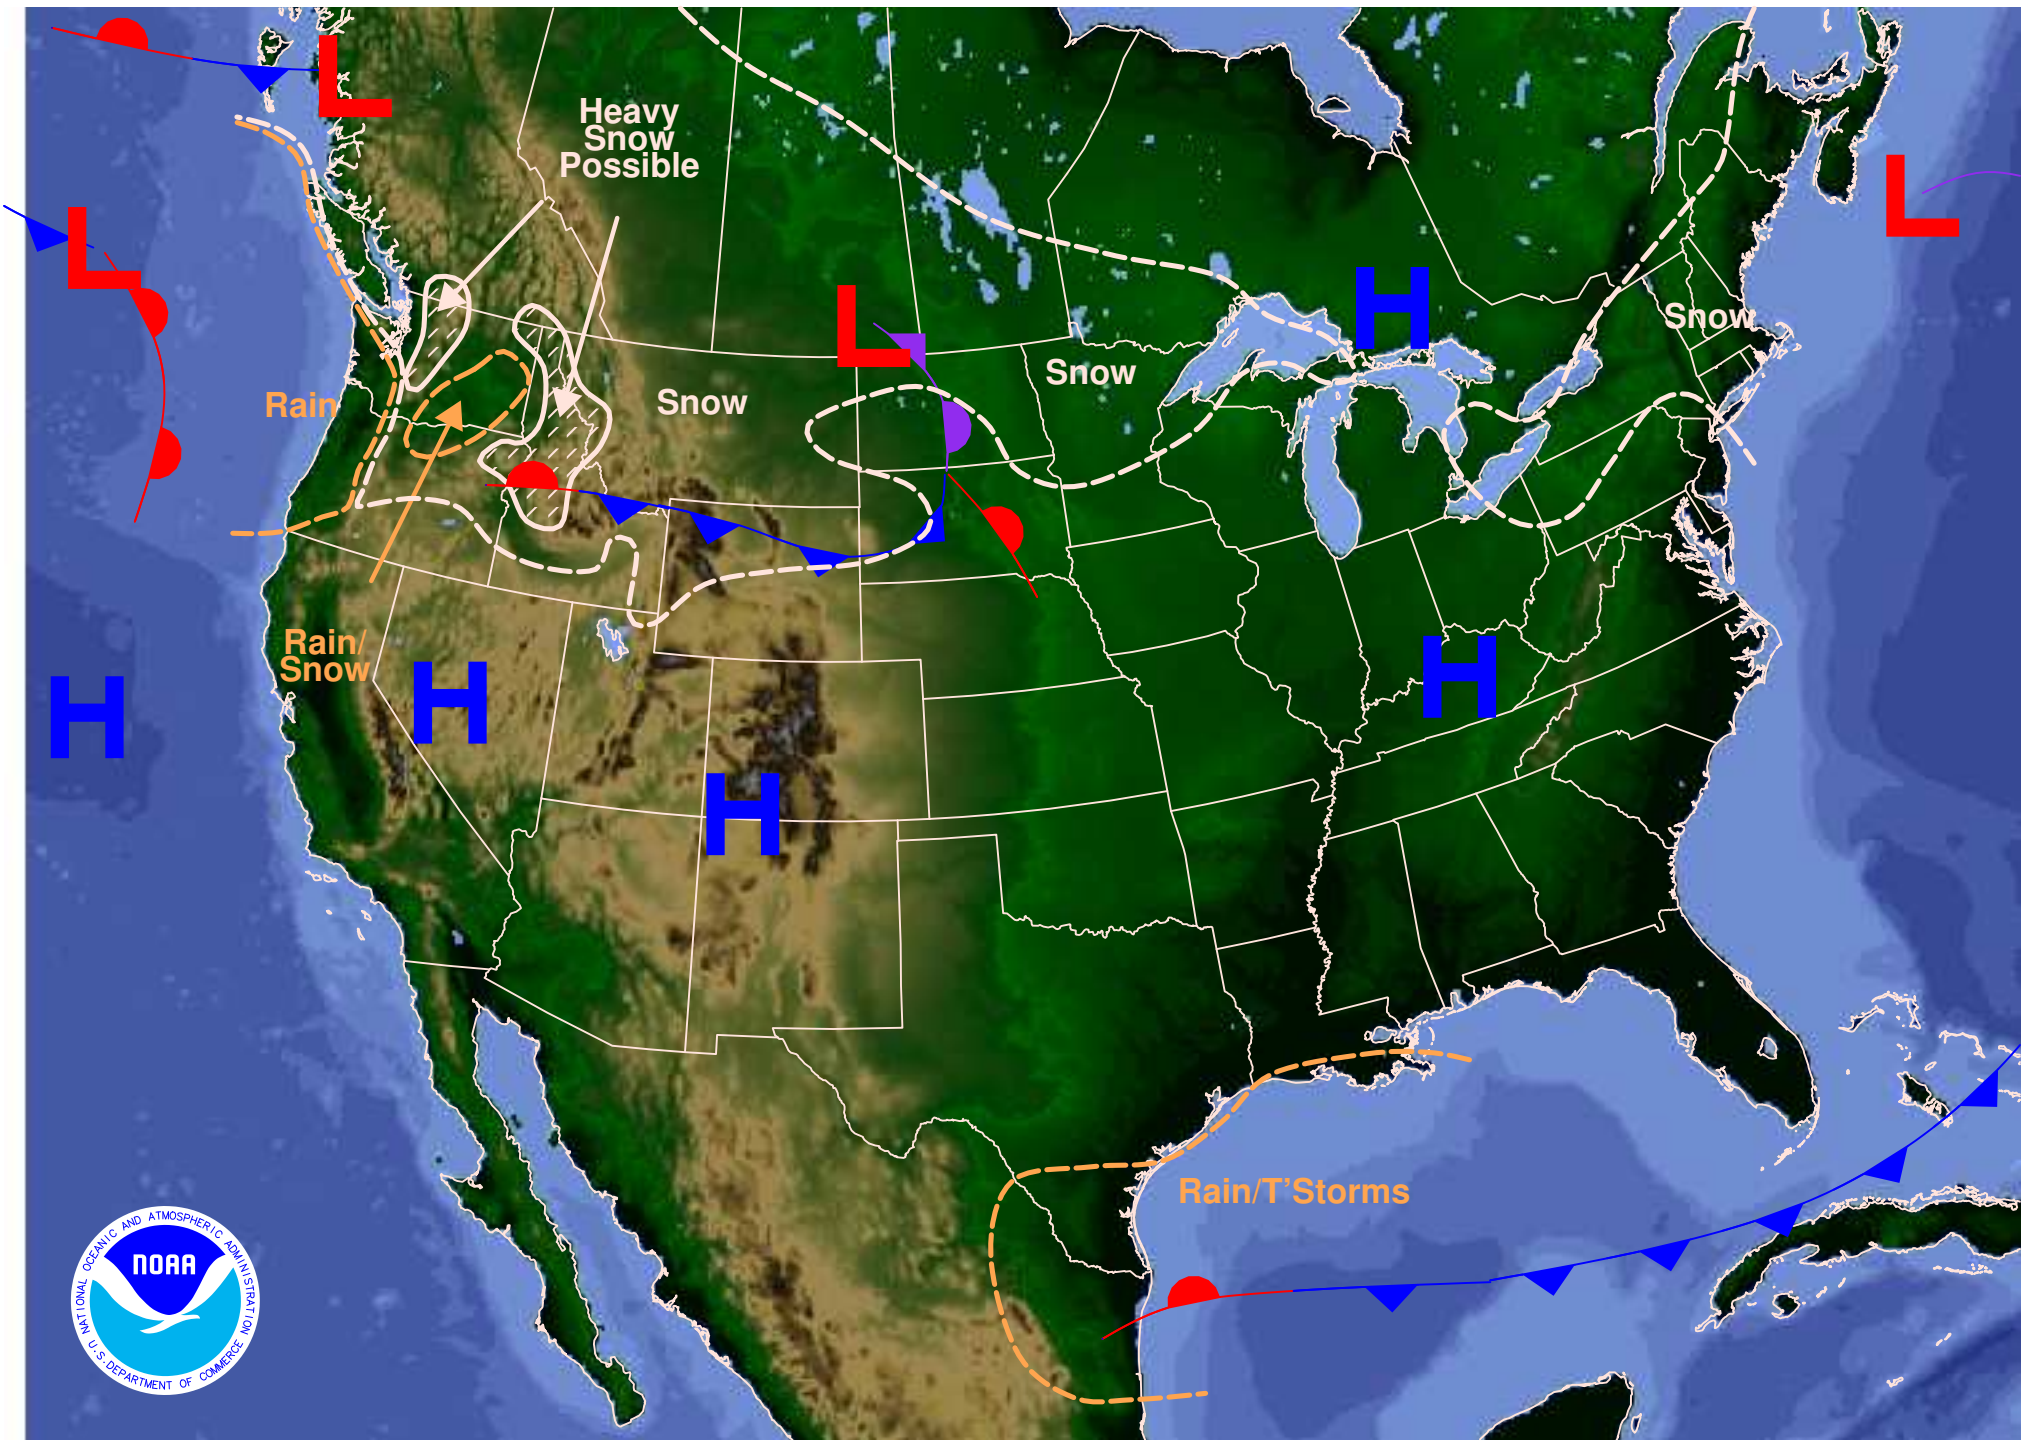 L
Heavy
Snow
Possible
L
L
L
H
Snow
Snow
Snow
Rain
Rain/
Snow
H
H
H
H
Rain/T'Storms
NATIONAL OCEANIC AND ATMOSPHERIC ADMINISTRATION
NOAA
U.S. DEPARTMENT OF COMMERCE